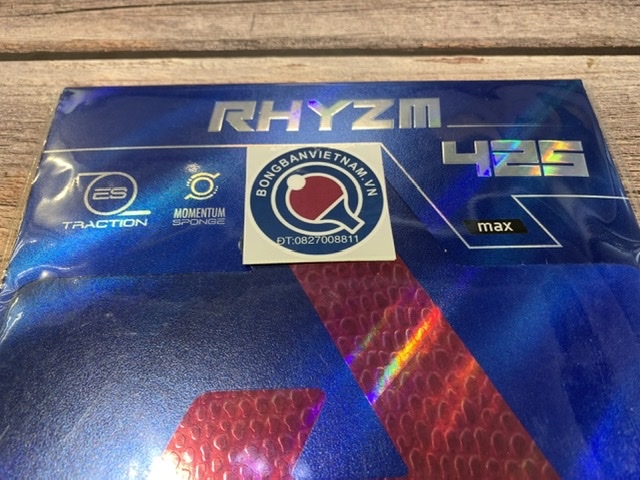 RHYZM
425
ES
TRACTION
MOMENTUM
SPONGE
BONGBANVIETNAM.VN
ĐT:0827008811
max